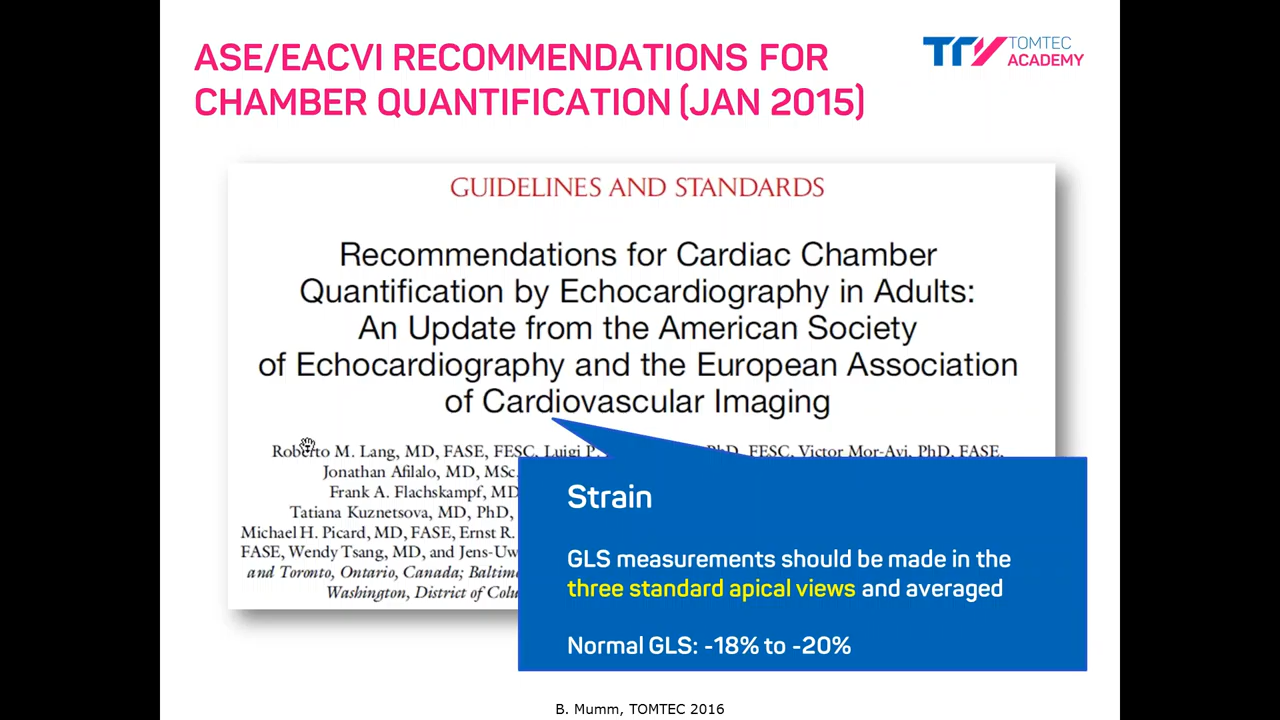 ASE/EACVI RECOMMENDATIONS FOR
CHAMBER QUANTIFICATION (JAN 2015)
TOMTEC
ACADEMY
GUIDELINES AND STANDARDS
Recommendations for Cardiac Chamber
Quantification by Echocardiography in Adults:
An Update from the American Society
of Echocardiography and the European Association
of Cardiovascular Imaging
Roberto M. Lang, MD, FASE, FESC, Luigi P. PhD, FESC, Victor Mor-Avi, PhD, FASE,
Jonathan Afilalo, MD, MSc,
Frank A. Flachskampf, MD
Tatiana Kuznetsova, MD, PhD,
Michael H. Picard, MD, FASE, Ernst R.
FASE, Wendy Tsang, MD, and Jens-Uw
and Toronto, Ontario, Canada; Baltim
Washington, District of Colu
Strain
GLS measurements should be made in the
three standard apical views and averaged
Normal GLS: -18% to -20%
B. Mumm, TOMTEC 2016